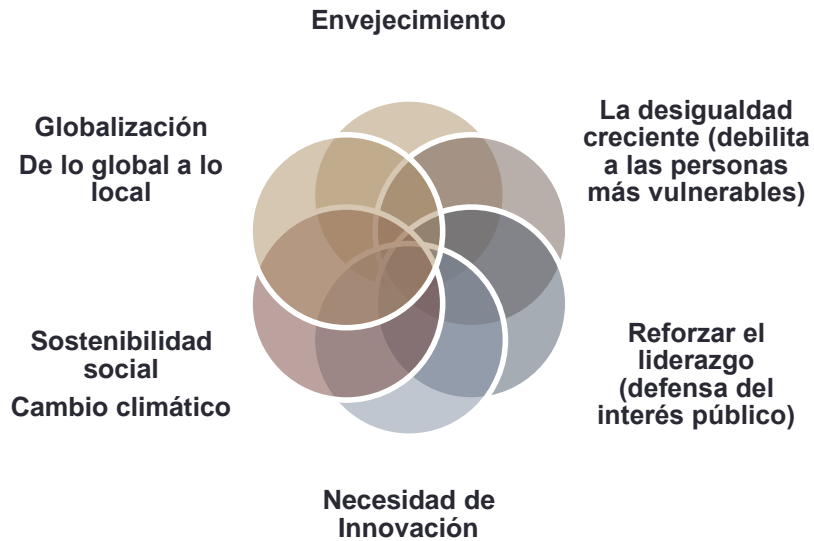 Envejecimiento
La desigualdad
creciente (debilita
a las personas
más vulnerables)
Reforzar el
liderazgo
(defensa del
interés público)
Necesidad de
Innovación
Sostenibilidad
social
Cambio climático
Globalización
De lo global a lo
local